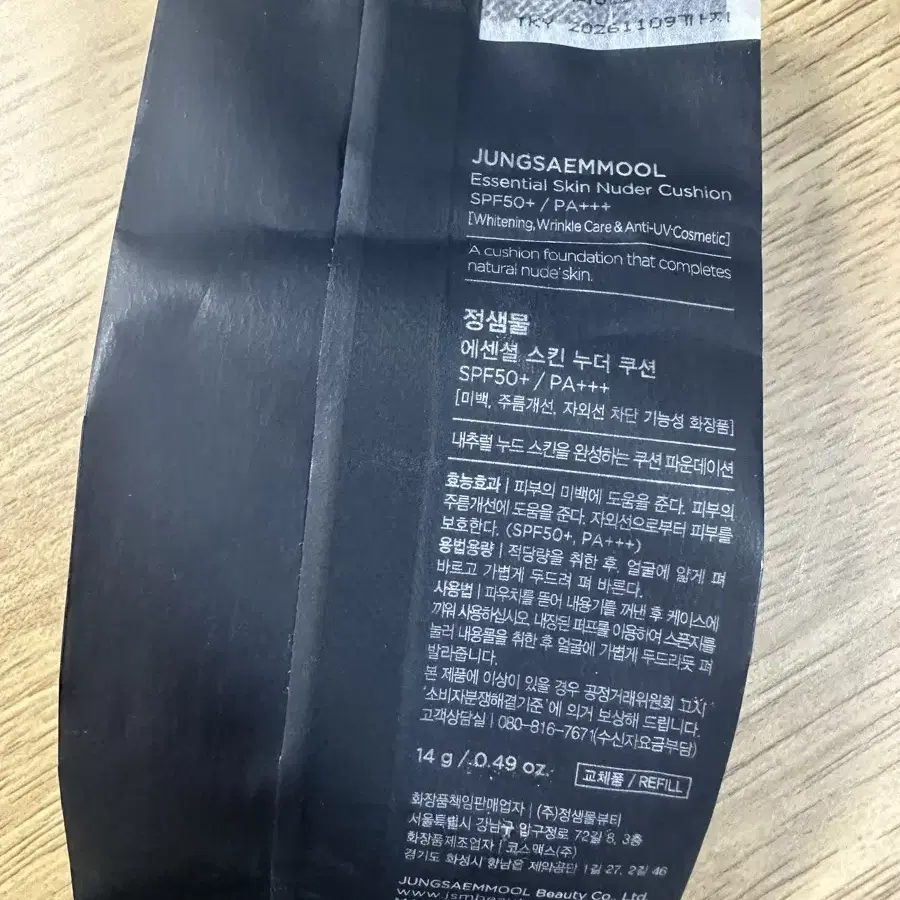 TKY 20261109까지
JUNGSAEMMOOL
Essential Skin Nuder Cushion
SPF50+ / PA+++
[Whitening, Wrinkle Care & Anti-UV Cosmetic]
A cushion foundation that completes
natural nude skin.
정샘물
에센셜 스킨 누더 쿠션
SPF50+ / PA+++
[미백, 주름개선, 자외선 차단 기능성 화장품]
내추럴 누드 스킨을 완성하는 쿠션 파운데이션
효능효과 | 피부의 미백에 도움을 준다. 피부의
주름개선에 도움을 준다. 자외선으로부터 피부를
보호한다. (SPF50+, PA+++)
용법용량 | 적당량을 취한 후, 얼굴에 얇게 펴
바르고 가볍게 두드려 펴 바른다.
사용법 | 파우치를 뜯어 내용기를 꺼낸 후 케이스에
끼워 사용하십시오. 내장된 퍼프를 이용하여 스폰지를
눌러 내용물을 취한 후 얼굴에 가볍게 두드리듯 펴
발라줍니다.
본 제품에 이상이 있을 경우 공정거래위원회 고시
'소비자분쟁해결기준'에 의거 보상해 드립니다.
고객상담실 | 080-816-7671(수신자요금부담)
14 g / 0.49 oz.
교체품 / REFILL
화장품책임판매업자 | (주)정샘물뷰티
서울특별시 강남구 압구정로 72길 8, 3층
화장품제조업자 | 코스맥스(주)
경기도 화성시 향남읍 제약공단 1길 27, 2길 46
JUNGSAEMMOOL Beauty Co., Ltd.